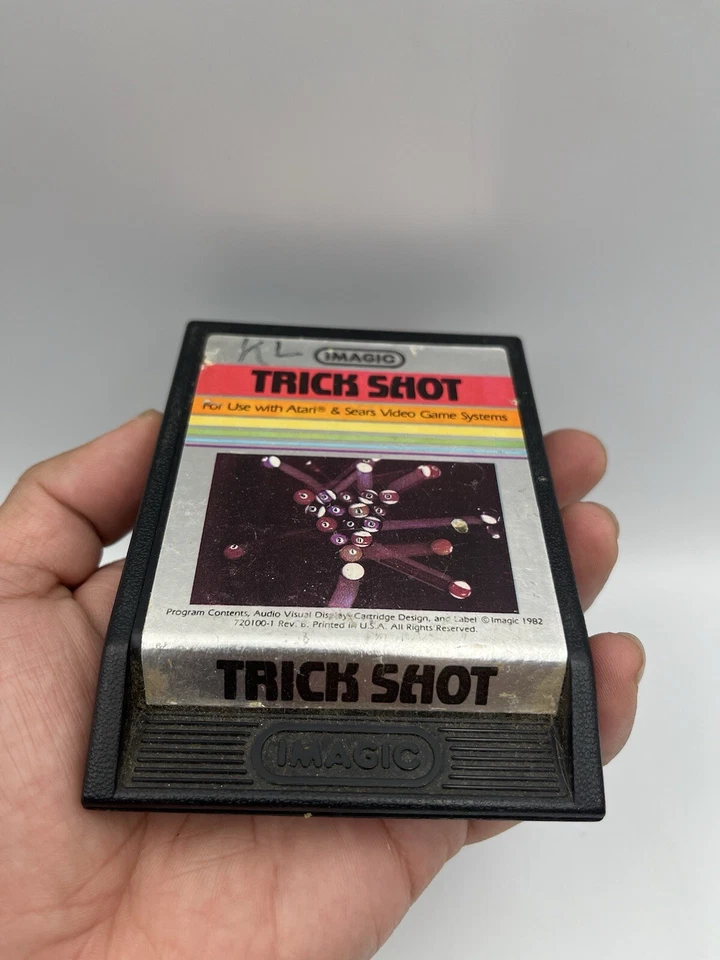 KL
IMAGIC
TRICK SHOT
For Use with Atari® & Sears Video Game Systems
Program Contents, Audio Visual Displays Cartridge Design, and Label © Imagic 1982
720100-1 Rev. B. Printed in U.S.A. All Rights Reserved.
TRICK SHOT
IMAGIC